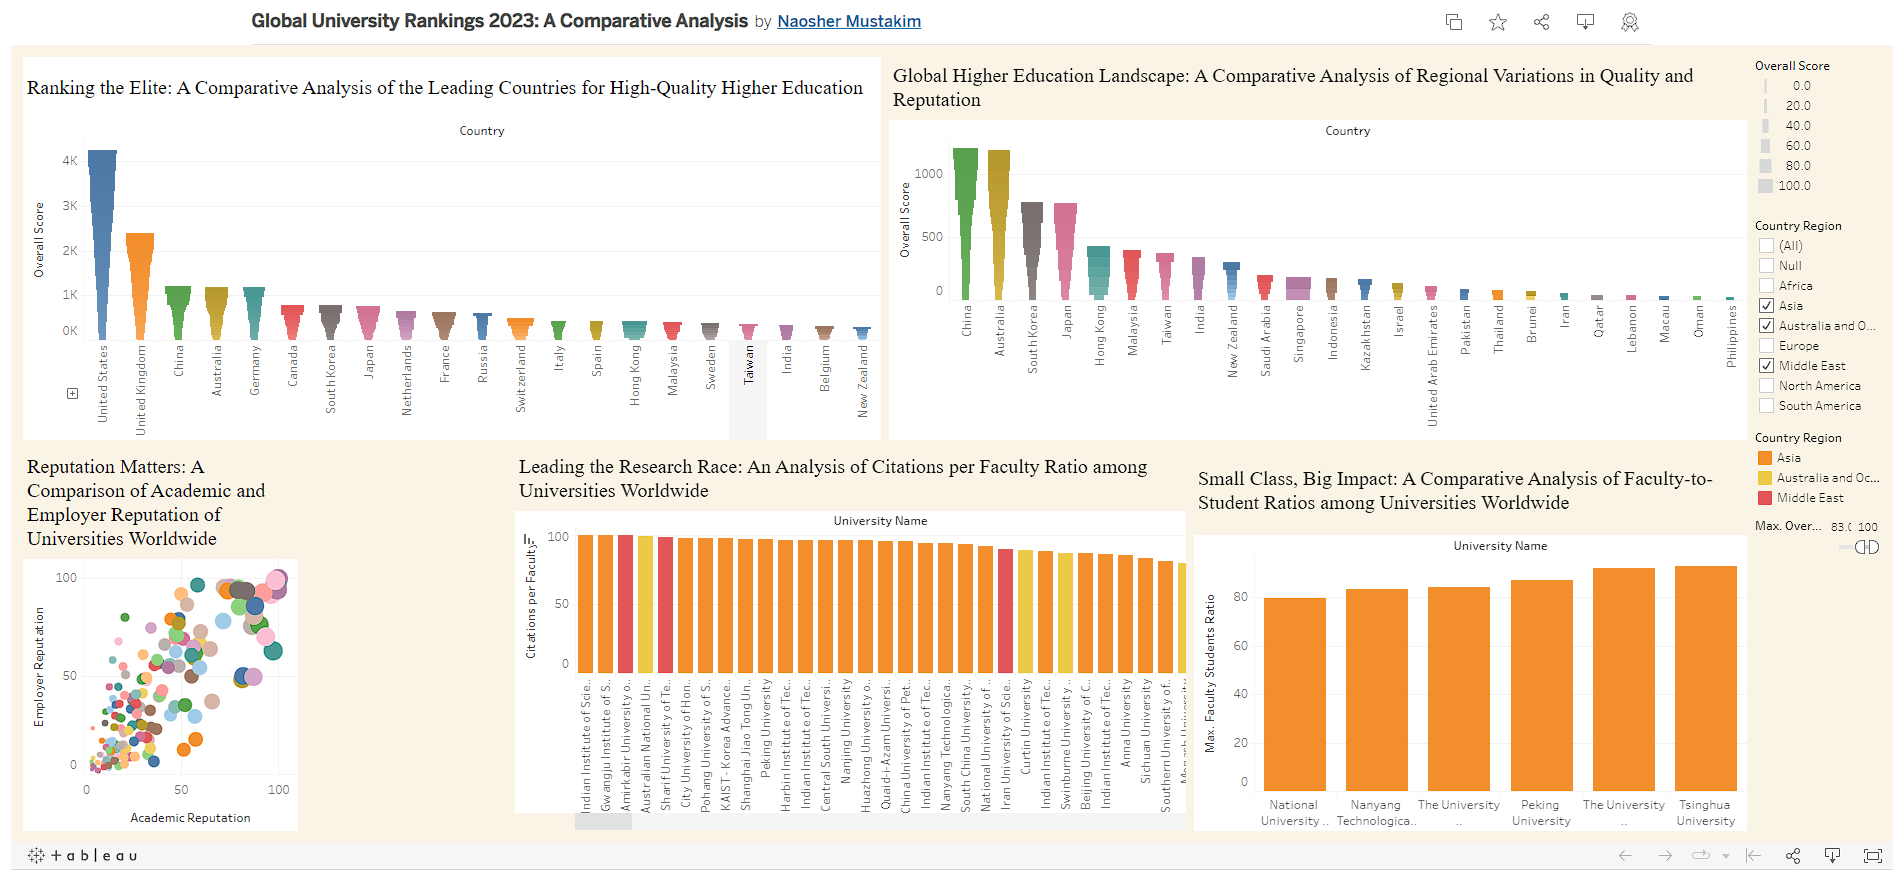 Global University Rankings 2023: A Comparative Analysis by Naosher Mustakim
Ranking the Elite: A Comparative Analysis of the Leading Countries for High-Quality Higher Education
Country
Overall Score
4K
3K
2K
1K
0K
United States
United Kingdom
China
Australia
Germany
Canada
South Korea
Japan
Netherlands
France
Russia
Switzerland
Italy
Spain
Hong Kong
Malaysia
Sweden
Taiwan
India
Belgium
New Zealand
Global Higher Education Landscape: A Comparative Analysis of Regional Variations in Quality and
Reputation
Country
Overall Score
1000
500
0
China
Australia
South Korea
Japan
Hong Kong
Malaysia
Taiwan
India
New Zealand
Saudi Arabia
Singapore
Indonesia
Kazakhstan
Israel
United Arab Emirates
Pakistan
Thailand
Brunei
Iran
Qatar
Lebanon
Macau
Oman
Philippines
Overall Score
0.0
20.0
40.0
60.0
80.0
100.0
Country Region
(All)
Null
Africa
Asia
Australia and O...
Europe
Middle East
North America
South America
Country Region
Asia
Australia and Oc...
Middle East
Max. Over...
100
Reputation Matters: A
Comparison of Academic and
Employer Reputation of
Universities Worldwide
Employer Reputation
100
50
0
0
50
100
Academic Reputation
Leading the Research Race: An Analysis of Citations per Faculty Ratio among
Universities Worldwide
University Name
Citations per Faculty
100
50
0
Indian Institute of Scie..
Gwangju Institute of S..
Amirkabir University o..
Australian National Un..
Sharif University of Te..
City University of Hon..
Pohang University of S..
KAIST - Korea Advance..
Shanghai Jiao Tong Un..
Peking University
Harbin Institute of Tec..
Indian Institute of Tec..
Central South Universi..
Nanjing University
Huazhong University o..
Quaid-i-Azam Universi..
China University of Pet..
Indian Institute of Tec..
Nanyang Technologica..
South China University..
National University of ..
Iran University of Scie..
Curtin University
Indian Institute of Tec..
Swinburne University ..
Beijing University of C..
Indian Institute of Tec..
Anna University
Sichuan University
Southern University of..
Monash University
Small Class, Big Impact: A Comparative Analysis of Faculty-to-
Student Ratios among Universities Worldwide
University Name
Max. Faculty Students Ratio
80
60
40
20
0
National
University ..
Nanyang
Technologica..
The University
..
Peking
University
The University
..
Tsinghua
University
+ a b l e a u